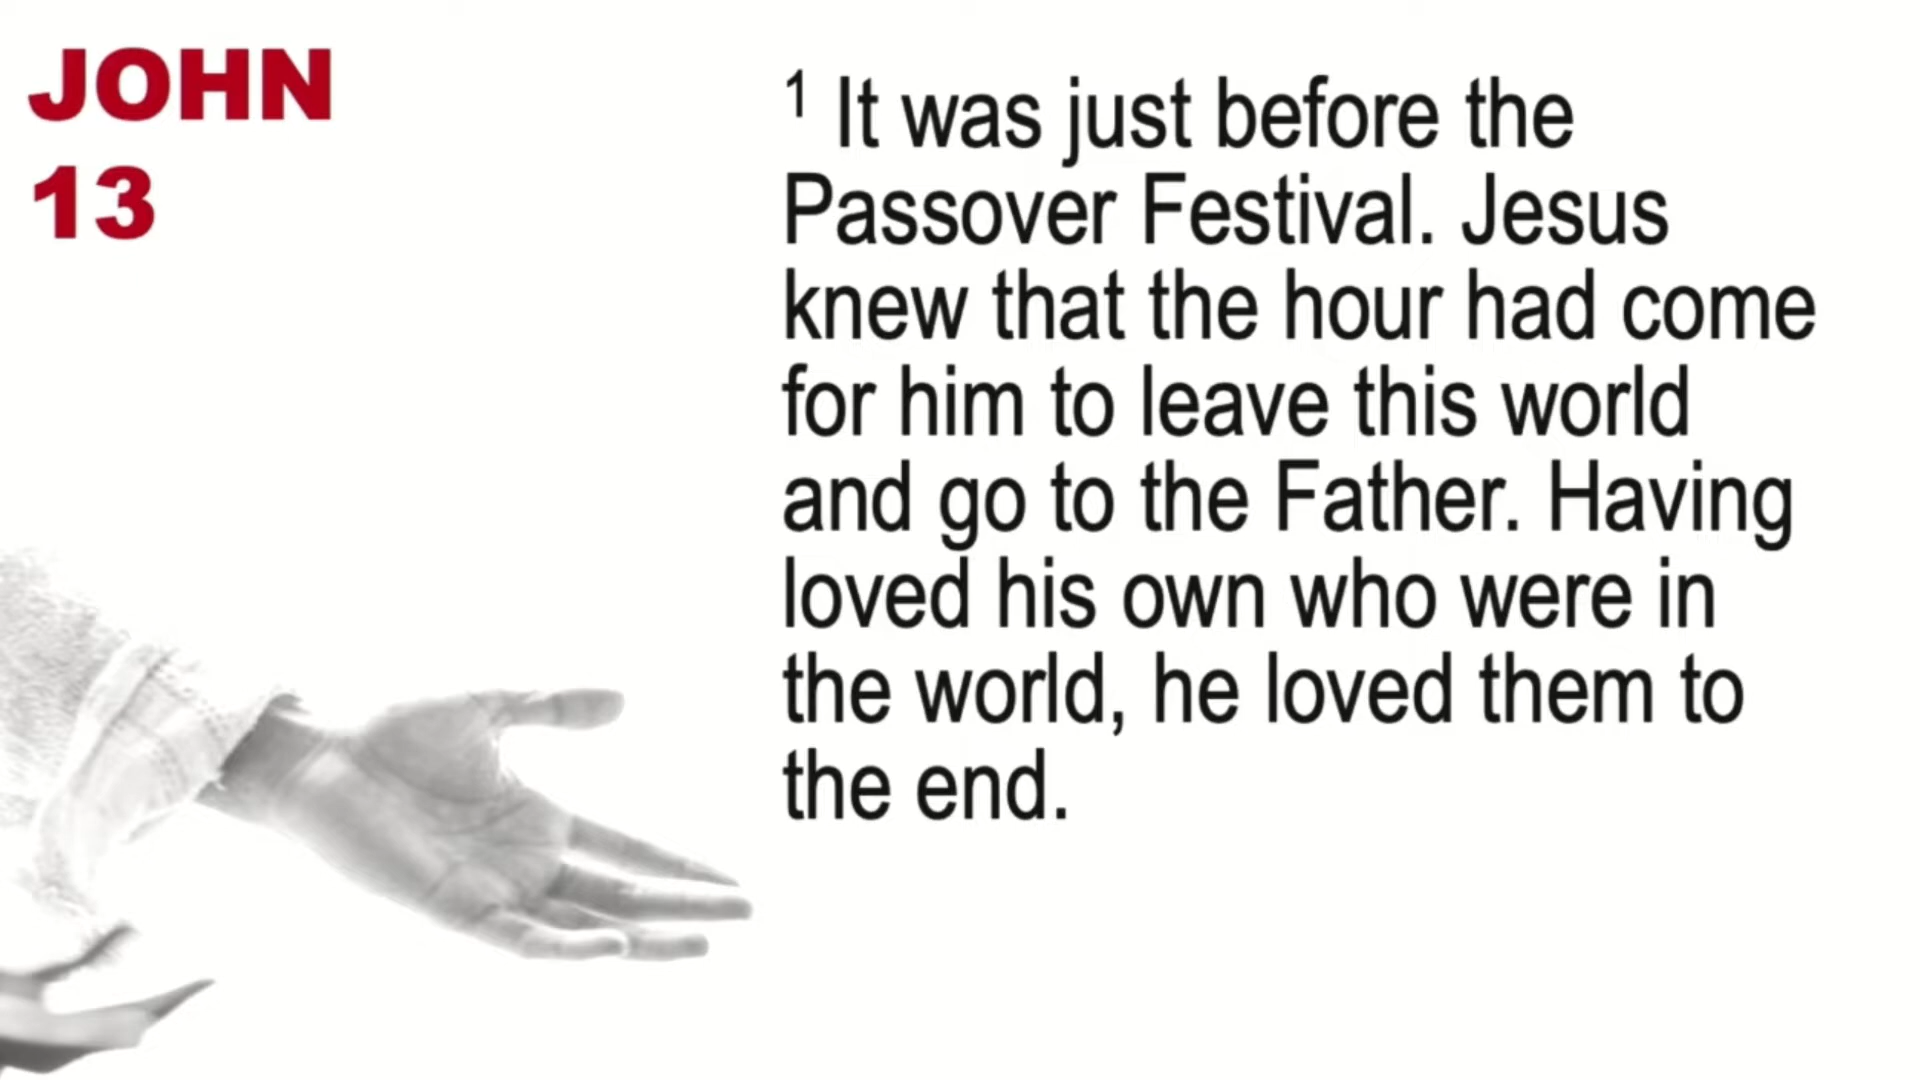 JOHN
13
1 It was just before the
Passover Festival. Jesus
knew that the hour had come
for him to leave this world
and go to the Father. Having
loved his own who were in
the world, he loved them to
the end.